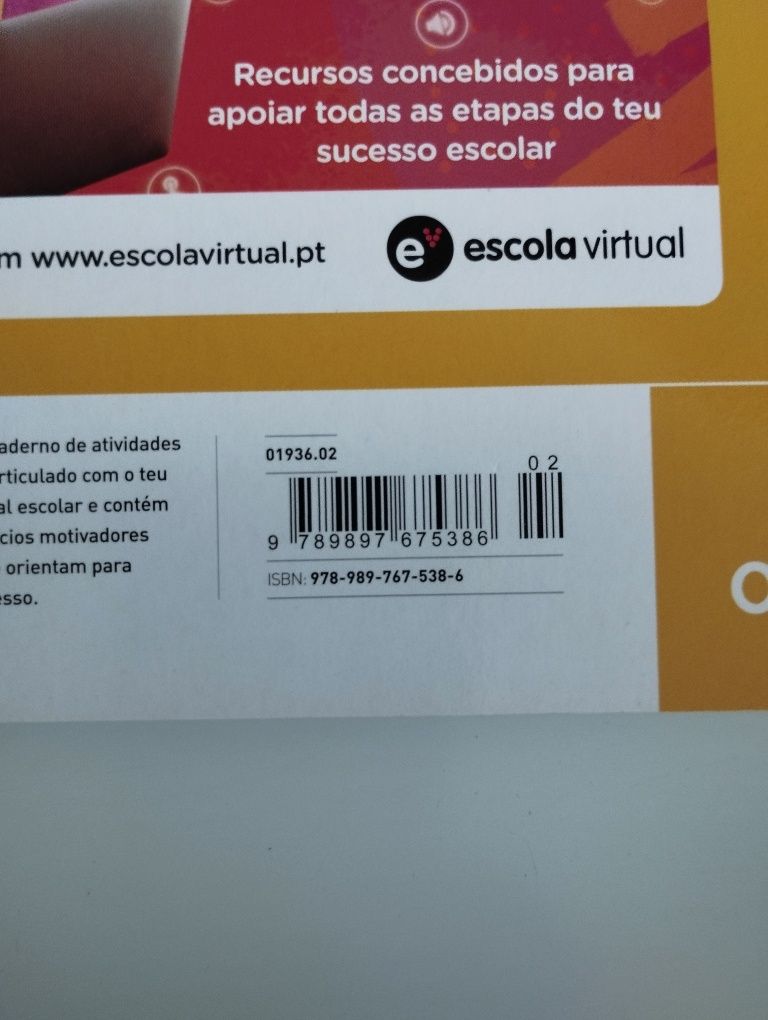 Recursos concebidos para
apoiar todas as etapas do teu
sucesso escolar
www.escolavirtual.pt
e escola virtual
aderno de atividades
rticulado com o teu
al escolar e contém
cios motivadores
orientam para
esso.
01936.02
02
9 789897 675386
ISBN: 978-989-767-538-6